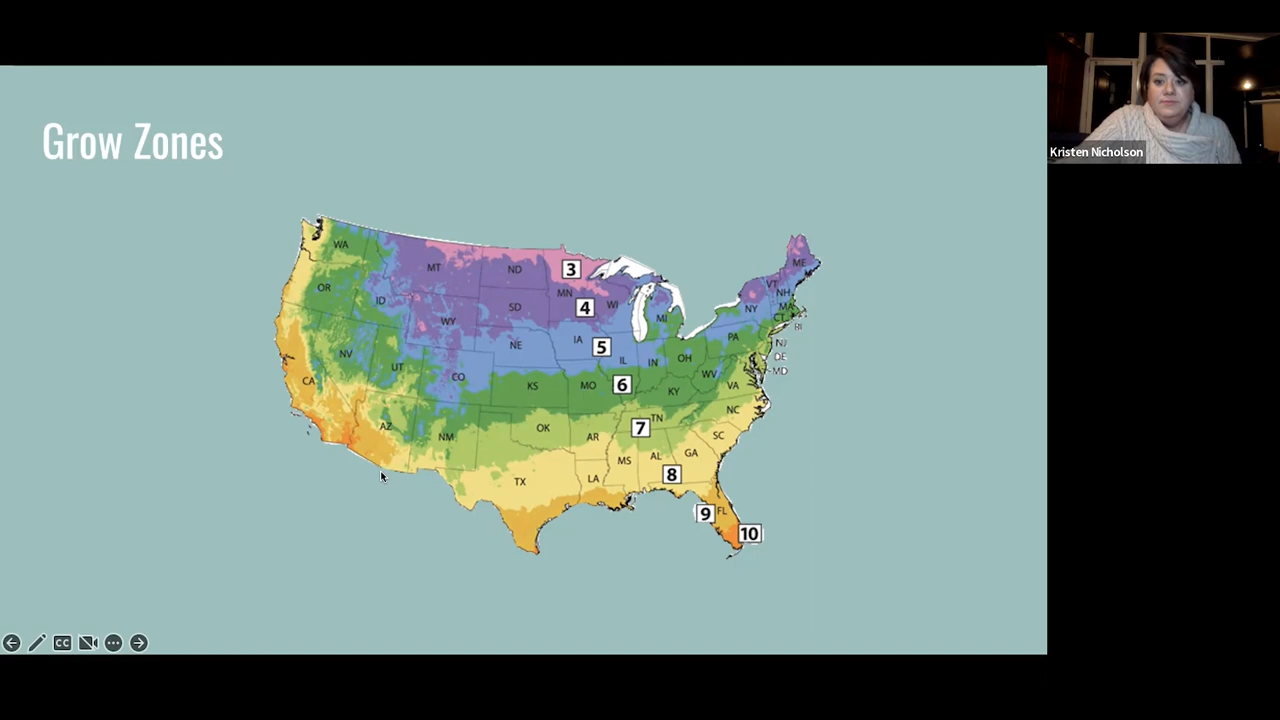 Grow Zones
Kristen Nicholson
WA
MT
ND
3
MN
ME
OR
ID
SD
4
WI
MI
VT
NH
NY
MA
CT
RI
WY
NV
UT
CO
NE
IA
5
IL
IN
OH
PA
NJ
DE
MD
CA
KS
MO
6
KY
WV
VA
AZ
NM
OK
AR
7
TN
NC
SC
TX
LA
MS
AL
GA
8
9
FL
10
CC